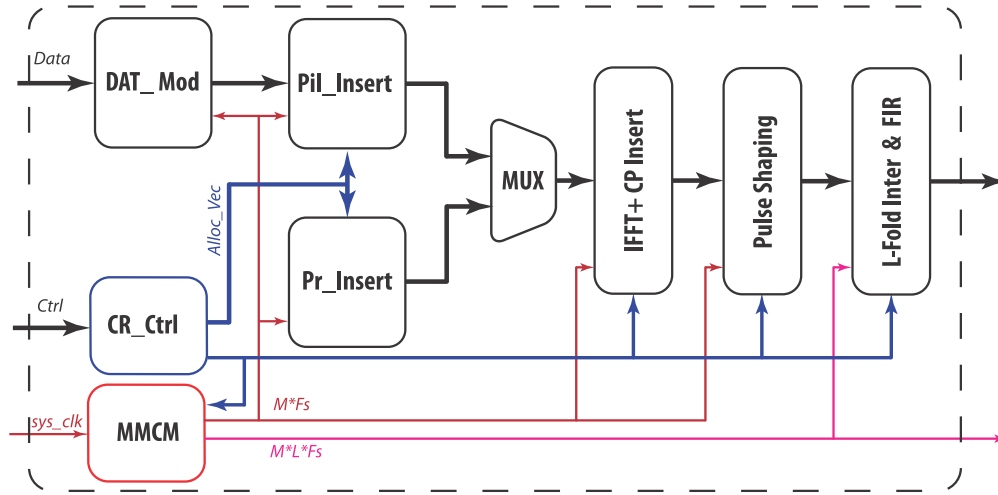 Data
DAT_ Mod
Pil_Insert
Alloc_Vec
MUX
IFFT+ CP Insert
Pulse Shaping
L-Fold Inter & FIR
Pr_Insert
Ctrl
CR_Ctrl
sys_clk
MMCM
M*Fs
M*L*Fs